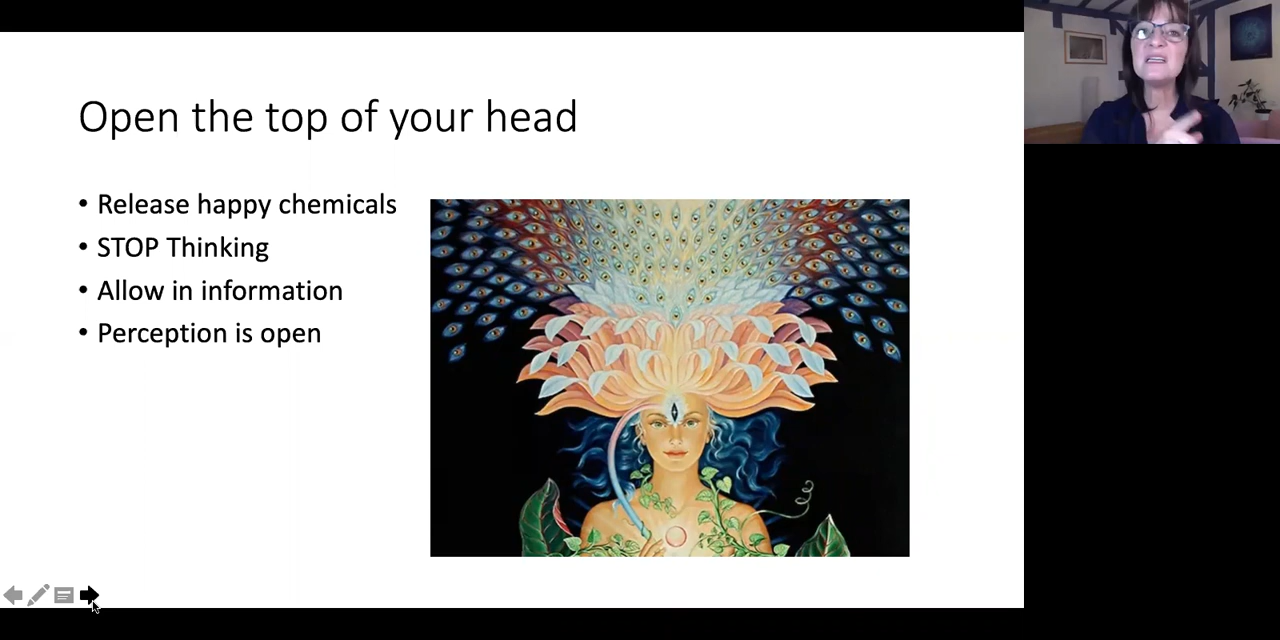 Open the top of your head
• Release happy chemicals
• STOP Thinking
• Allow in information
• Perception is open